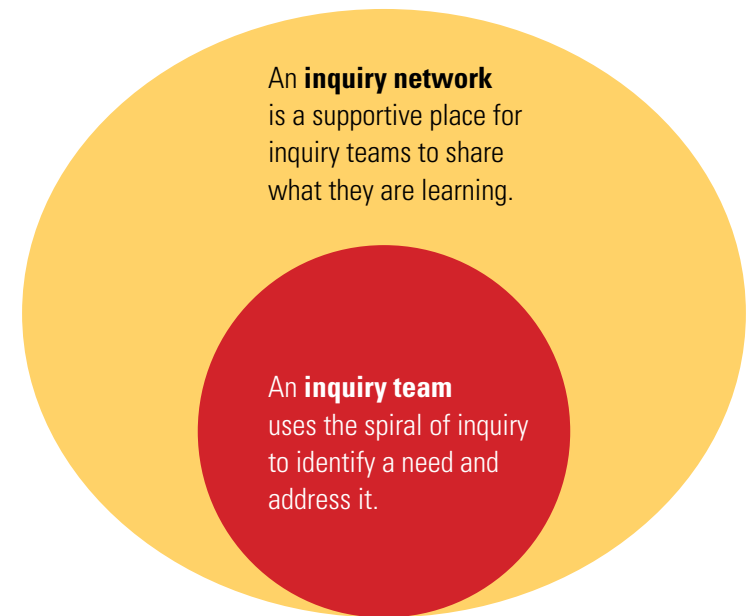 An inquiry network
is a supportive place for
inquiry teams to share
what they are learning.
An inquiry team
uses the spiral of inquiry
to identify a need and
address it.